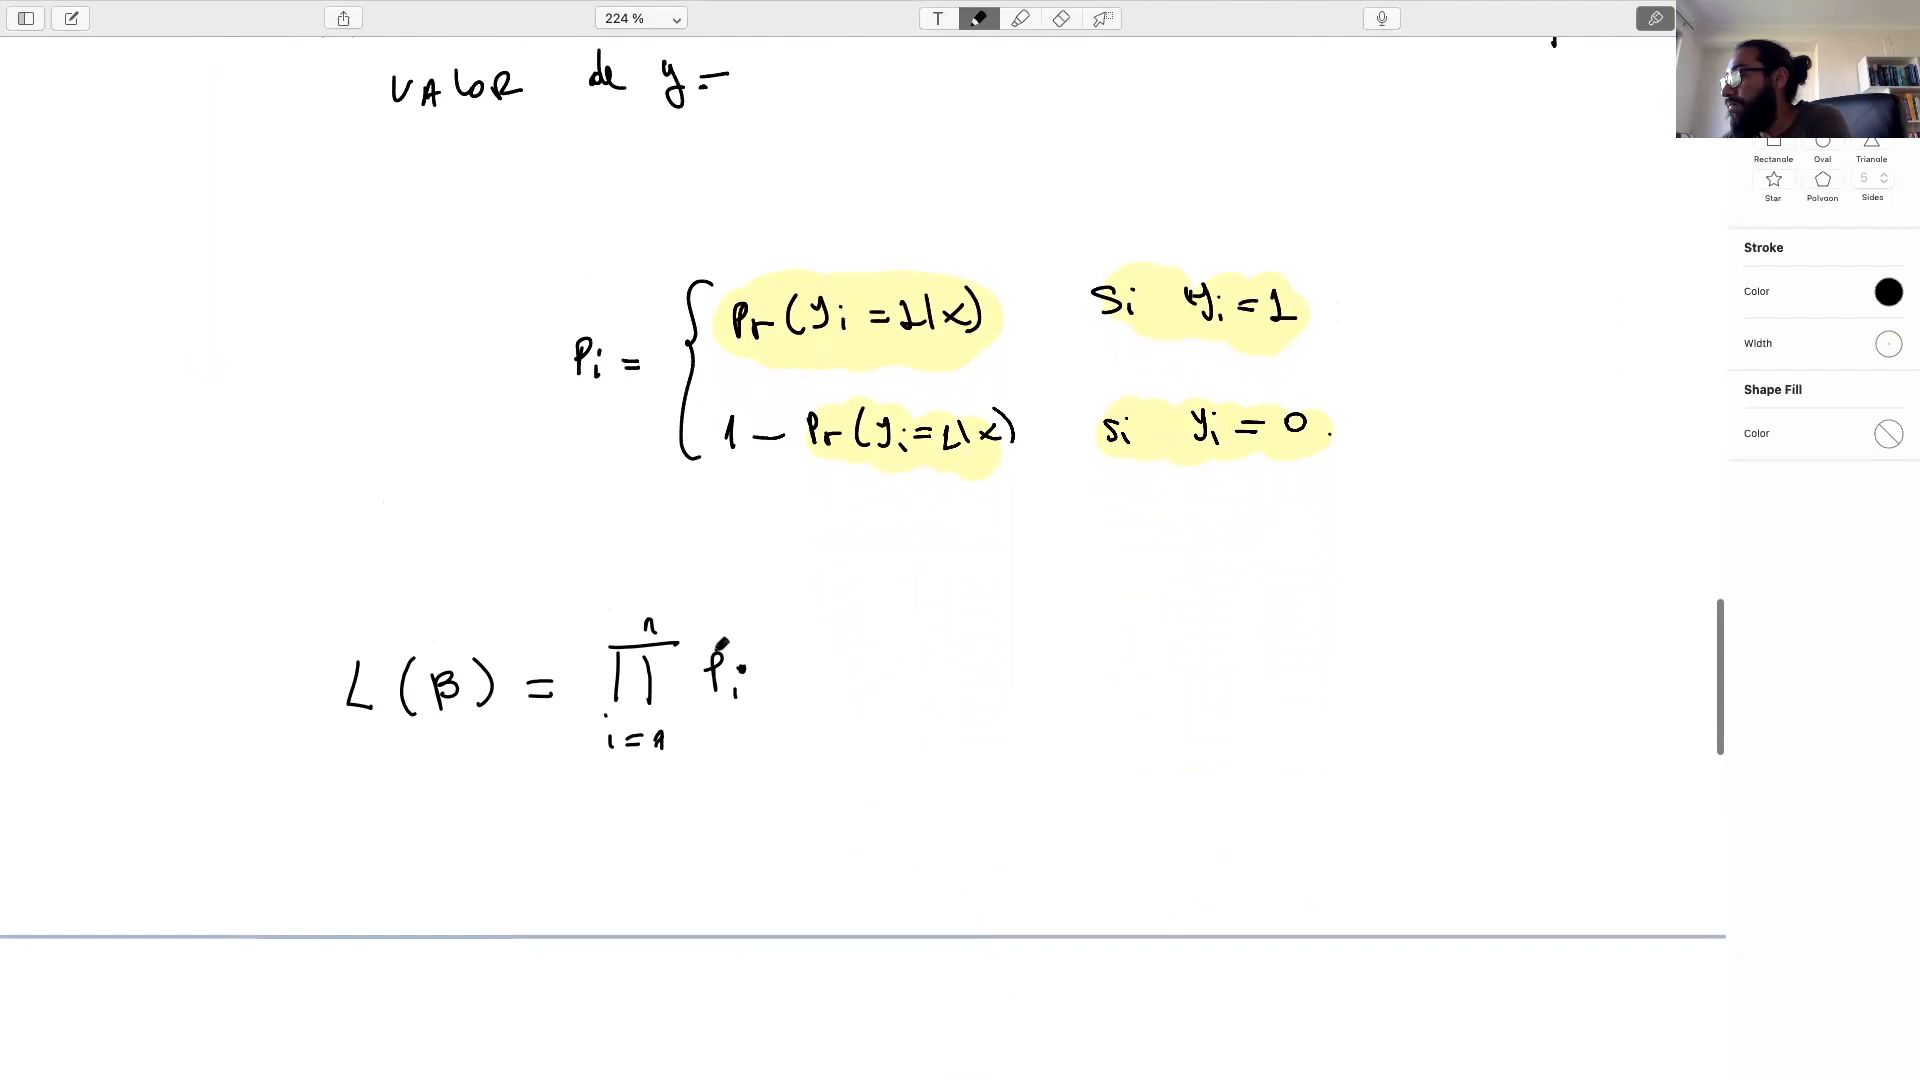 224 %
T
VALOR de y=
Rectangle Oval Triangle
5
Star Polygon Sides
Stroke
Color
Width
Shape Fill
Color
Pr(yi = 1|x) Si yi = 1
Pi = {
1 - Pr(yi = 1|x) si yi = 0.
n
L(β) = ∏ Pi
i = 1